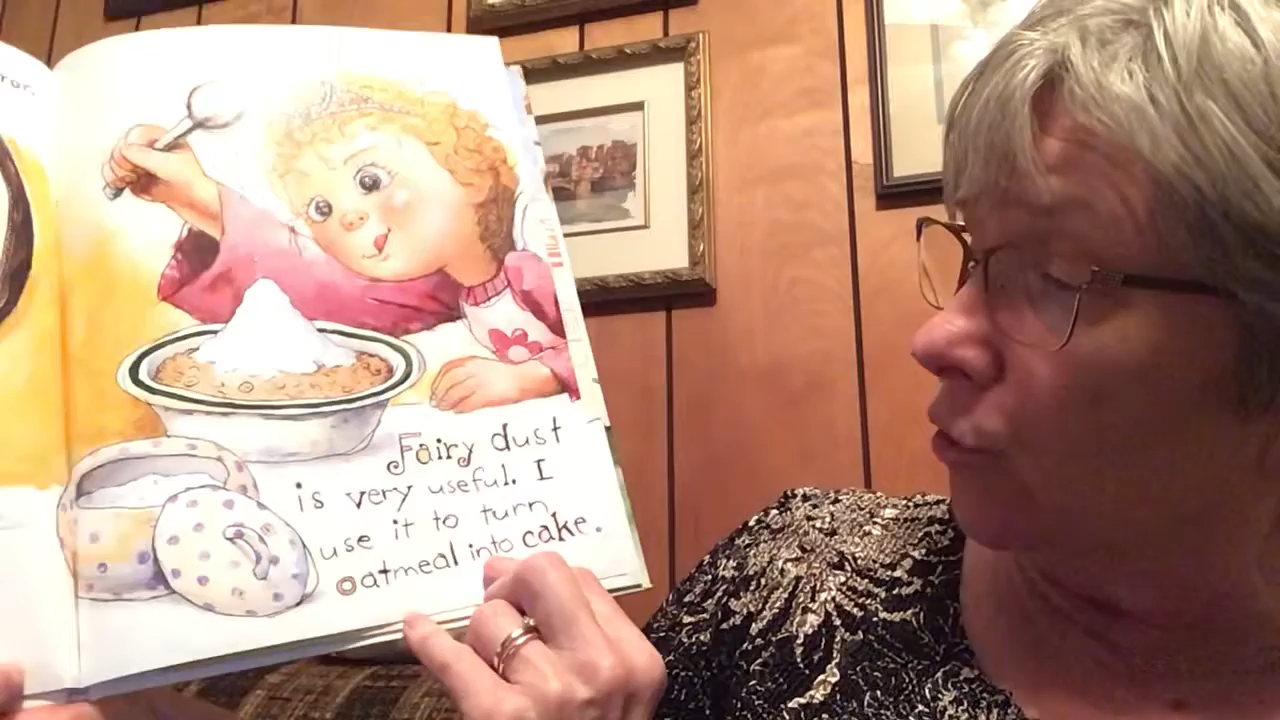 Fairy dust
is very useful. I
use it to turn
oatmeal into cake.